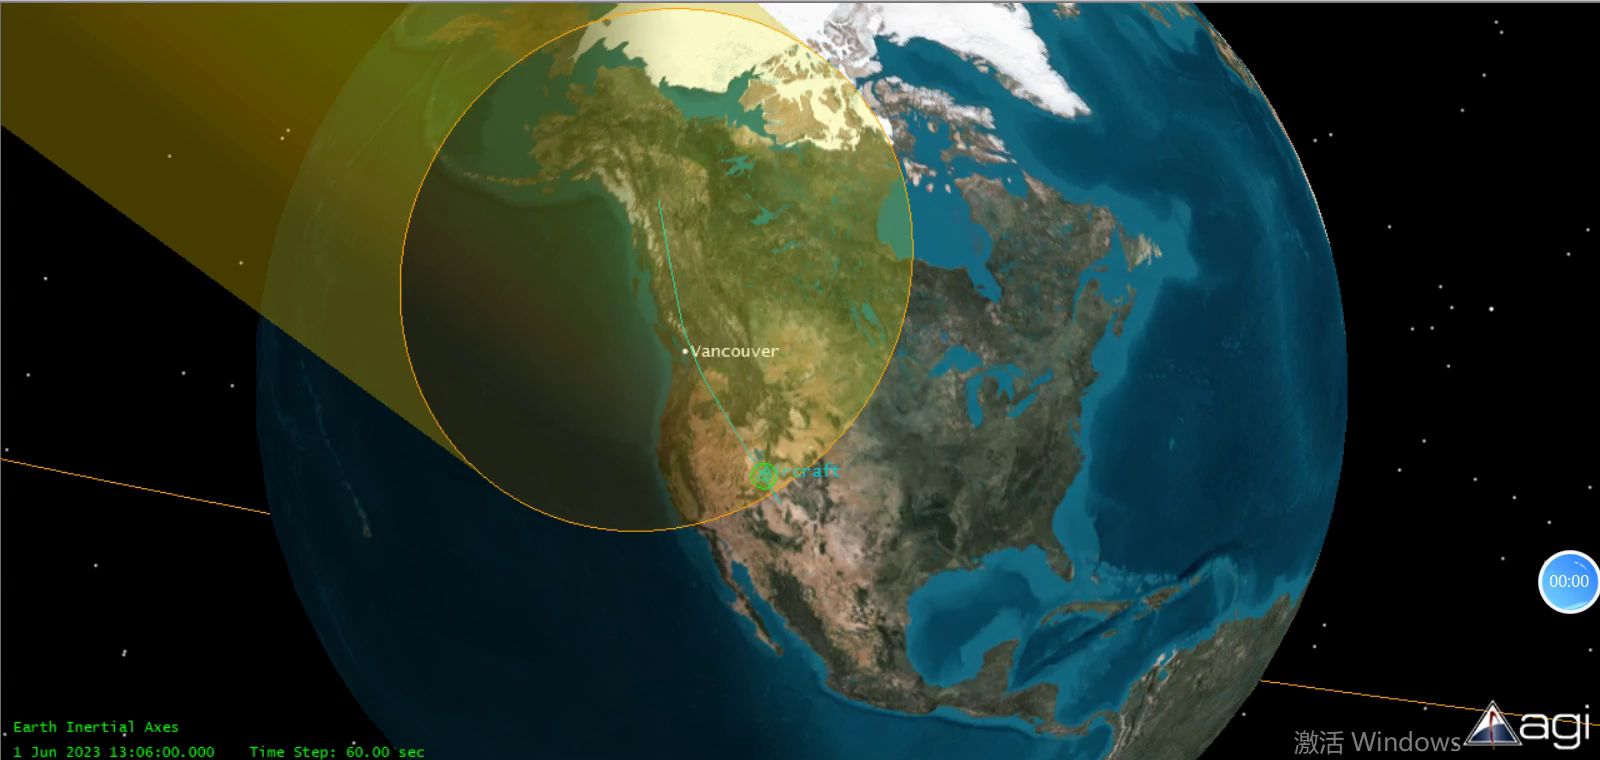 Vancouver
Aircraft
00:00
Earth Inertial Axes
1 Jun 2023 13:06:00.000 Time Step: 60.00 sec
激活 Windows
agi